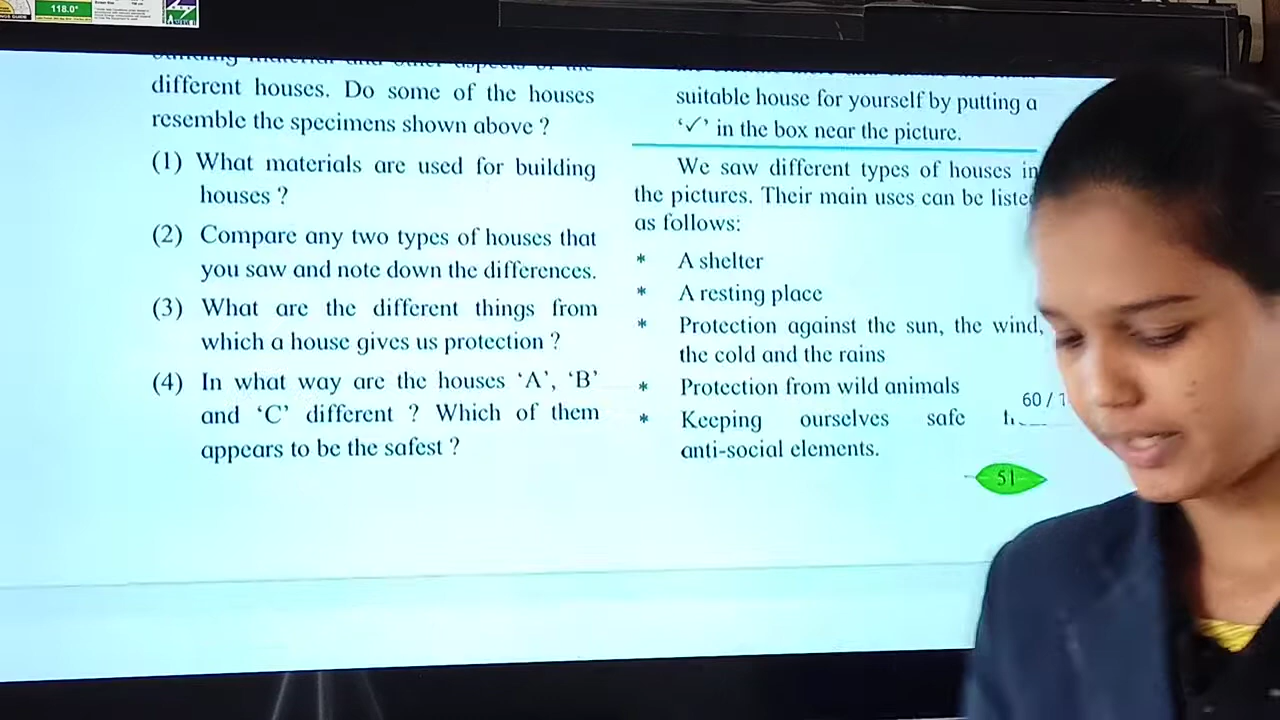 118.0°
different houses. Do some of the houses
resemble the specimens shown above ?
(1) What materials are used for building
houses ?
(2) Compare any two types of houses that
you saw and note down the differences.
(3) What are the different things from
which a house gives us protection ?
(4) In what way are the houses ‘A’, ‘B’
and ‘C’ different ? Which of them
appears to be the safest ?
suitable house for yourself by putting a
‘✓’ in the box near the picture.
We saw different types of houses in
the pictures. Their main uses can be
as follows:
* A shelter
* A resting place
* Protection against the sun, the wind,
the cold and the rains
* Protection from wild animals
* Keeping ourselves safe
anti-social elements.
60 /
51